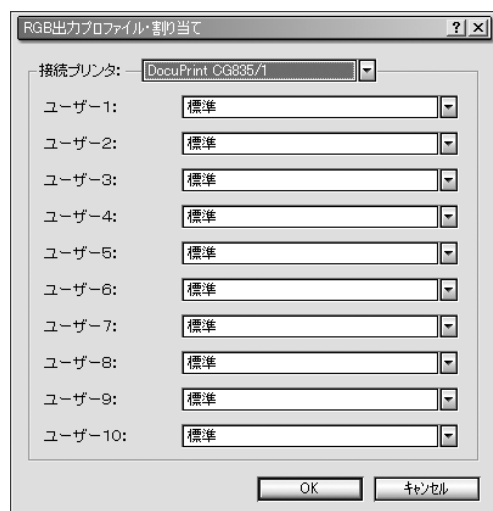 RGB出力プロファイル・割り当て
接続プリンタ: DocuPrint CG835/1
ユーザー1: 標準
ユーザー2: 標準
ユーザー3: 標準
ユーザー4: 標準
ユーザー5: 標準
ユーザー6: 標準
ユーザー7: 標準
ユーザー8: 標準
ユーザー9: 標準
ユーザー10: 標準
OK キャンセル